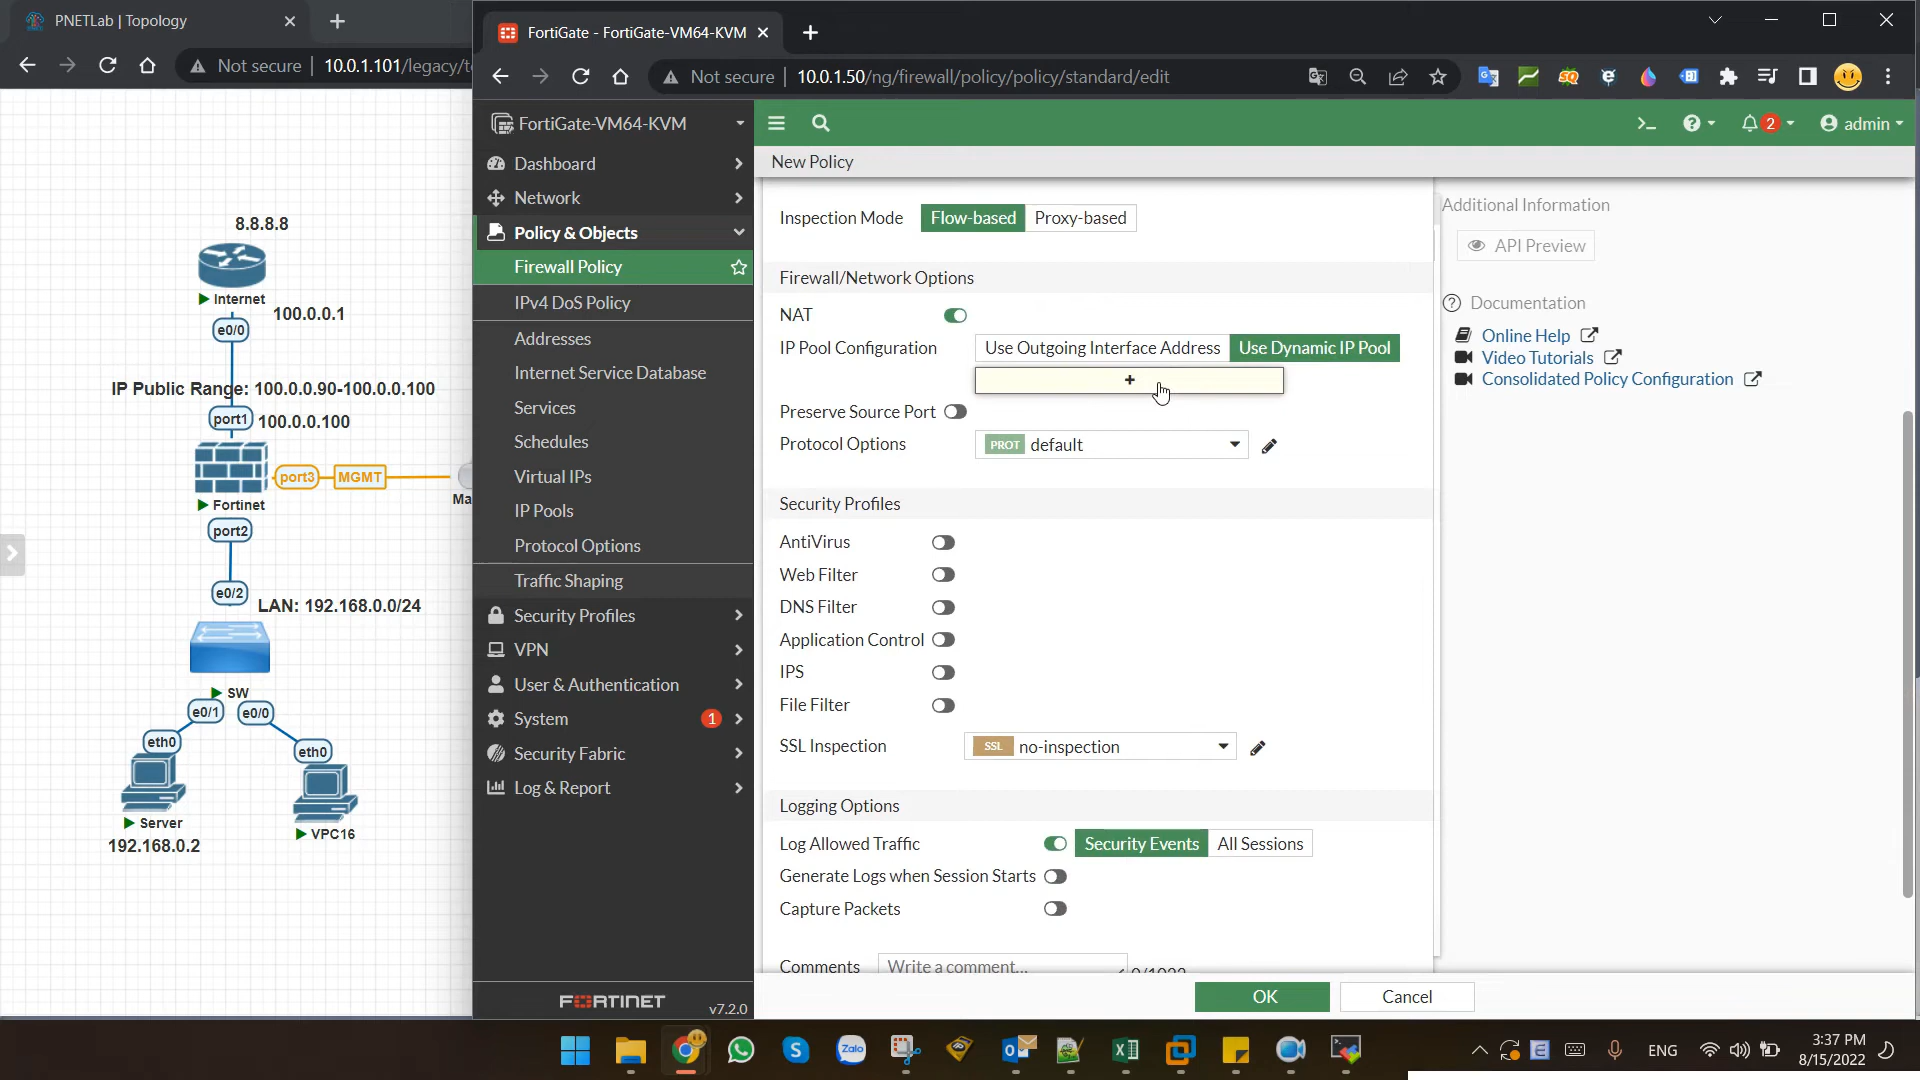 PNETLab | Topology
Not secure
10.0.1.101/legacy/t
8.8.8.8
Internet
100.0.0.1
e0/0
IP Public Range: 100.0.0.90-100.0.0.100
port1
100.0.0.100
port3
MGMT
Ma
Fortinet
port2
e0/2
LAN: 192.168.0.0/24
SW
e0/1
e0/0
eth0
eth0
Server
VPC16
192.168.0.2
FortiGate - FortiGate-VM64-KVM
Not secure
10.0.1.50/ng/firewall/policy/policy/standard/edit
FortiGate-VM64-KVM
2
admin
Dashboard
Network
Policy & Objects
Firewall Policy
IPv4 DoS Policy
Addresses
Internet Service Database
Services
Schedules
Virtual IPs
IP Pools
Protocol Options
Traffic Shaping
Security Profiles
VPN
User & Authentication
System 1
Security Fabric
Log & Report
FORTINET v7.2.0
New Policy
Inspection Mode Flow-based Proxy-based
Firewall/Network Options
NAT
IP Pool Configuration Use Outgoing Interface Address Use Dynamic IP Pool
+
Preserve Source Port
Protocol Options PROT default
Security Profiles
AntiVirus
Web Filter
DNS Filter
Application Control
IPS
File Filter
SSL Inspection SSL no-inspection
Logging Options
Log Allowed Traffic Security Events All Sessions
Generate Logs when Session Starts
Capture Packets
Comments Write a comment... 0/1023
OK Cancel
Additional Information
API Preview
Documentation
Online Help
Video Tutorials
Consolidated Policy Configuration
Zalo
ENG
3:37 PM
8/15/2022